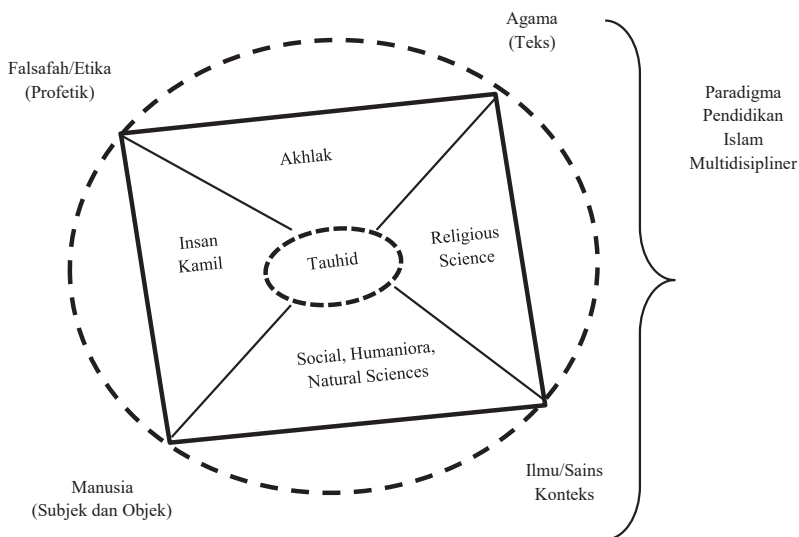 Agama
(Teks)
Falsafah/Etika
(Profetik)
Paradigma
Pendidikan
Islam
Multidisipliner
Akhlak
Insan
Kamil
Tauhid
Religious
Science
Social, Humaniora,
Natural Sciences
Manusia
(Subjek dan Objek)
Ilmu/Sains
Konteks